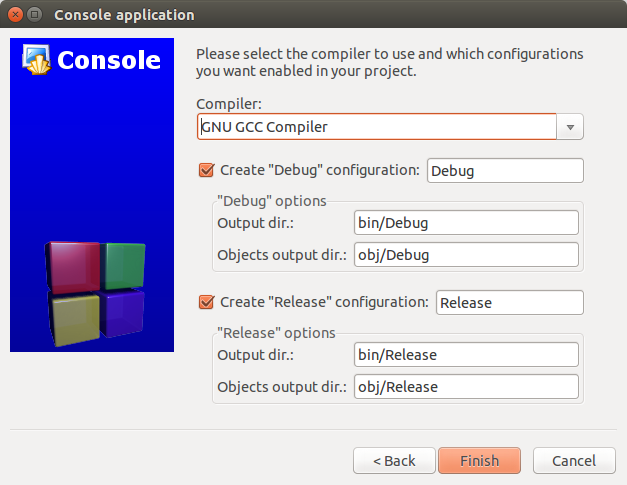 Console application
Console
Please select the compiler to use and which configurations
you want enabled in your project.
Compiler:
GNU GCC Compiler
Create "Debug" configuration: Debug
"Debug" options
Output dir.: bin/Debug
Objects output dir.: obj/Debug
Create "Release" configuration: Release
"Release" options
Output dir.: bin/Release
Objects output dir.: obj/Release
< Back Finish Cancel